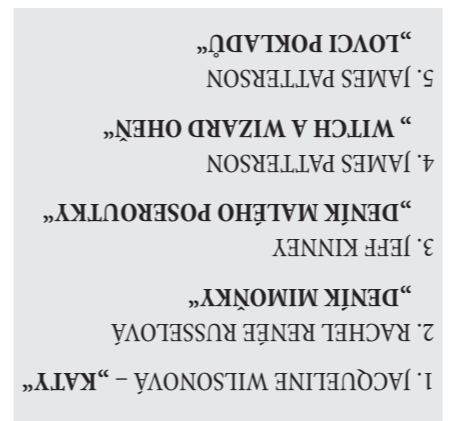 1. JACQUELINE WILSONOVÁ – „KATY“
2. RACHEL RENÉE RUSSELOVÁ
„DENÍK MIMOŇKY“
3. JEFF KINNEY
„DENÍK MALÉHO POSEROUTKY“
4. JAMES PATTERSON
„ WITCH A WIZARD OHEŇ“
5. JAMES PATTERSON
„LOVCI POKLADŮ“